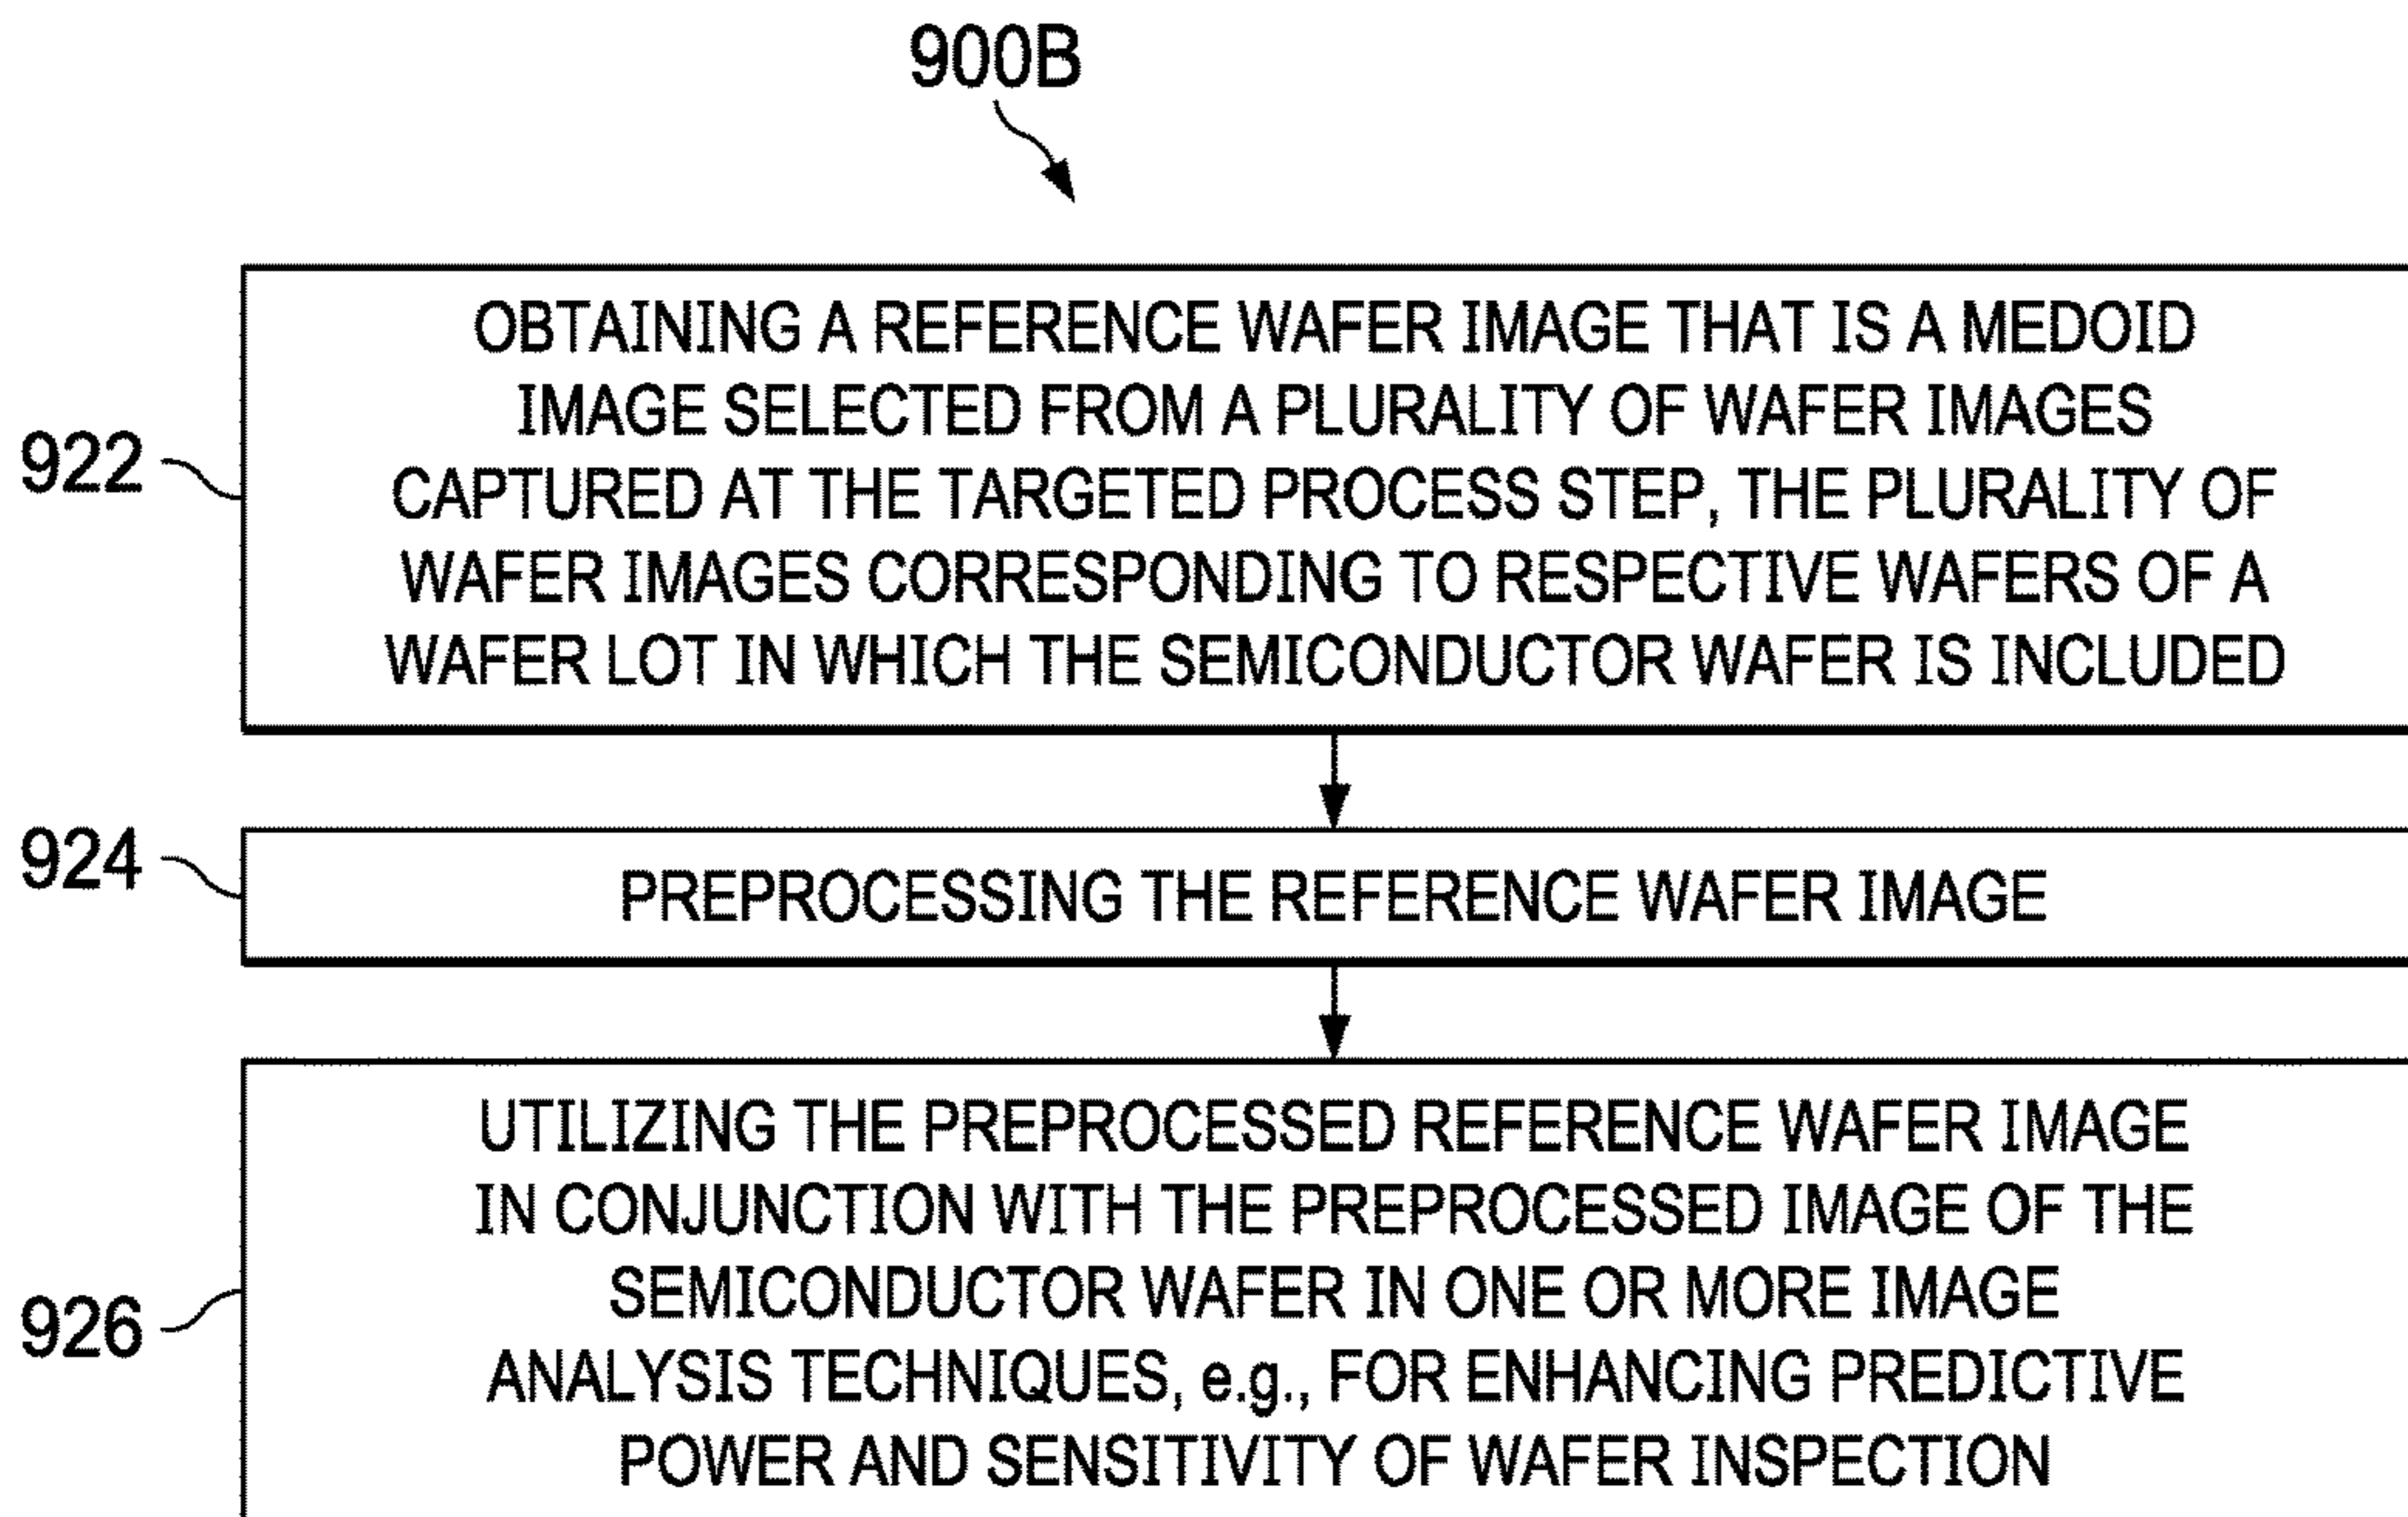 900B
OBTAINING A REFERENCE WAFER IMAGE THAT IS A MEDOID
IMAGE SELECTED FROM A PLURALITY OF WAFER IMAGES
922
CAPTURED AT THE TARGETED PROCESS STEP, THE PLURALITY OF
WAFER IMAGES CORRESPONDING TO RESPECTIVE WAFERS OF A
WAFER LOT IN WHICH THE SEMICONDUCTOR WAFER IS INCLUDED
924
PREPROCESSING THE REFERENCE WAFER IMAGE
UTILIZING THE PREPROCESSED REFERENCE WAFER IMAGE
IN CONJUNCTION WITH THE PREPROCESSED IMAGE OF THE
SEMICONDUCTOR WAFER IN ONE OR MORE IMAGE
926
ANALYSIS TECHNIQUES, e.g., FOR ENHANCING PREDICTIVE
POWER AND SENSITIVITY OF WAFER INSPECTION